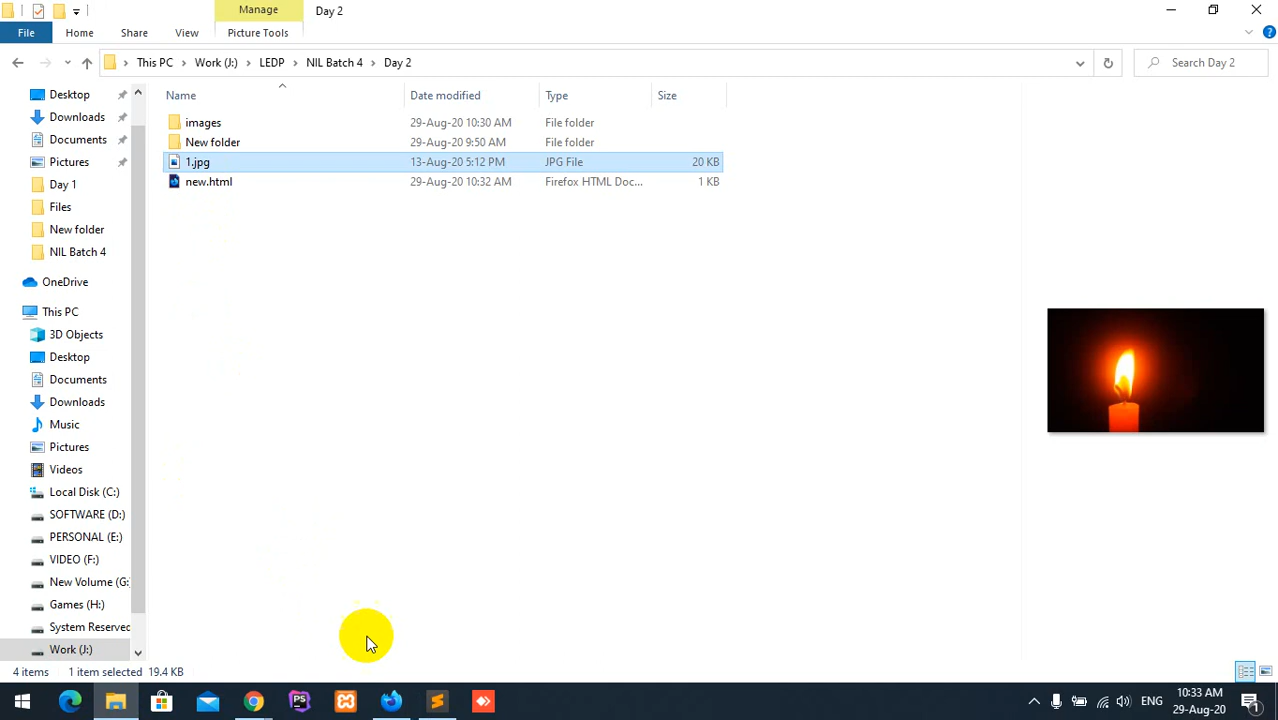 Manage
Day 2
File
Home
Share
View
Picture Tools
This PC
Work (J:)
LEDP
NIL Batch 4
Day 2
Search Day 2
Name
Date modified
Type
Size
images
29-Aug-20 10:30 AM
File folder
New folder
29-Aug-20 9:50 AM
File folder
1.jpg
13-Aug-20 5:12 PM
JPG File
20 KB
new.html
29-Aug-20 10:32 AM
Firefox HTML Doc...
1 KB
Desktop
Downloads
Documents
Pictures
Day 1
Files
New folder
NIL Batch 4
OneDrive
This PC
3D Objects
Desktop
Documents
Downloads
Music
Pictures
Videos
Local Disk (C:)
SOFTWARE (D:)
PERSONAL (E:)
VIDEO (F:)
New Volume (G:
Games (H:)
System Reserved
Work (J:)
4 items
1 item selected 19.4 KB
PS
ENG
10:33 AM
29-Aug-20
1